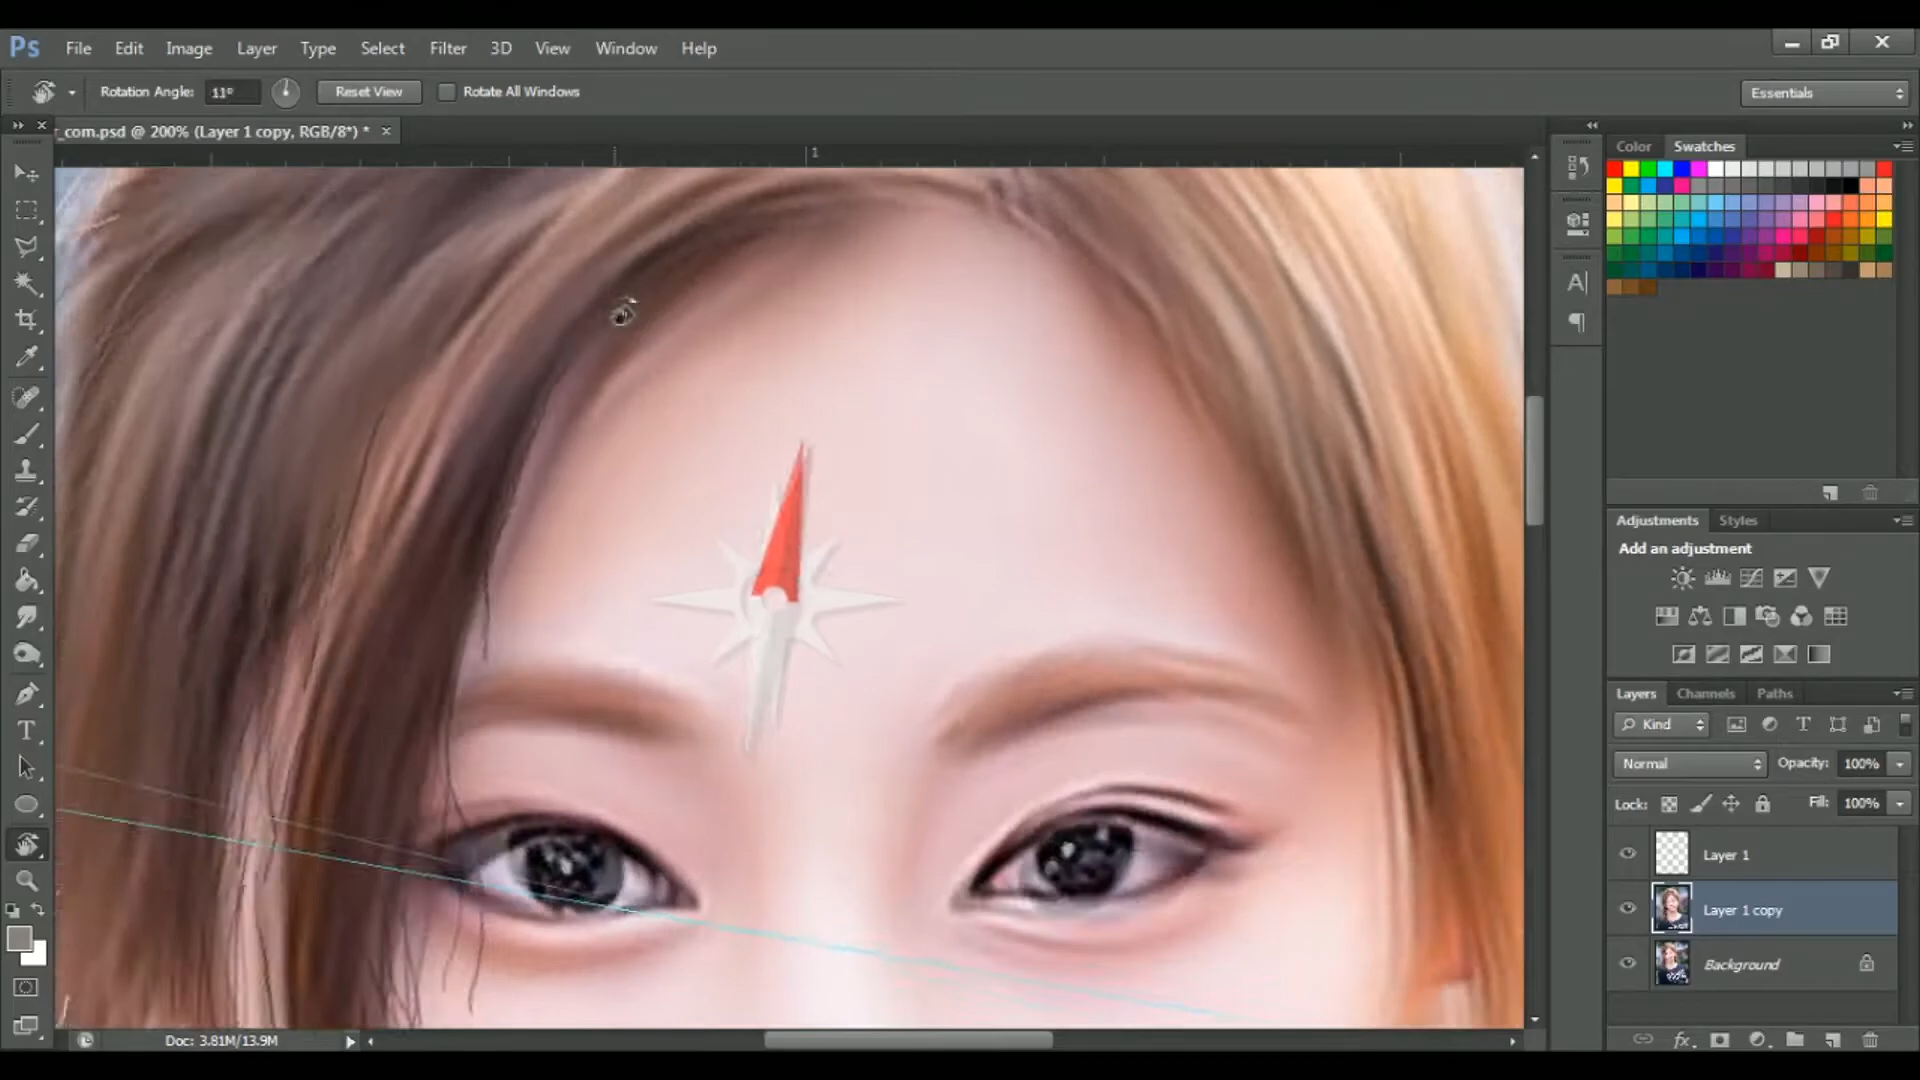 Ps File Edit Image Layer Type Select Filter 3D View Window Help
Rotation Angle: 11° Reset View Rotate All Windows Essentials
_com.psd @ 200% (Layer 1 copy, RGB/8*) *
1
Color Swatches
Adjustments Styles
Add an adjustment
Layers Channels Paths
Kind
Normal Opacity: 100%
Lock: Fill: 100%
Layer 1
Layer 1 copy
Background
Doc: 3.81M/13.9M